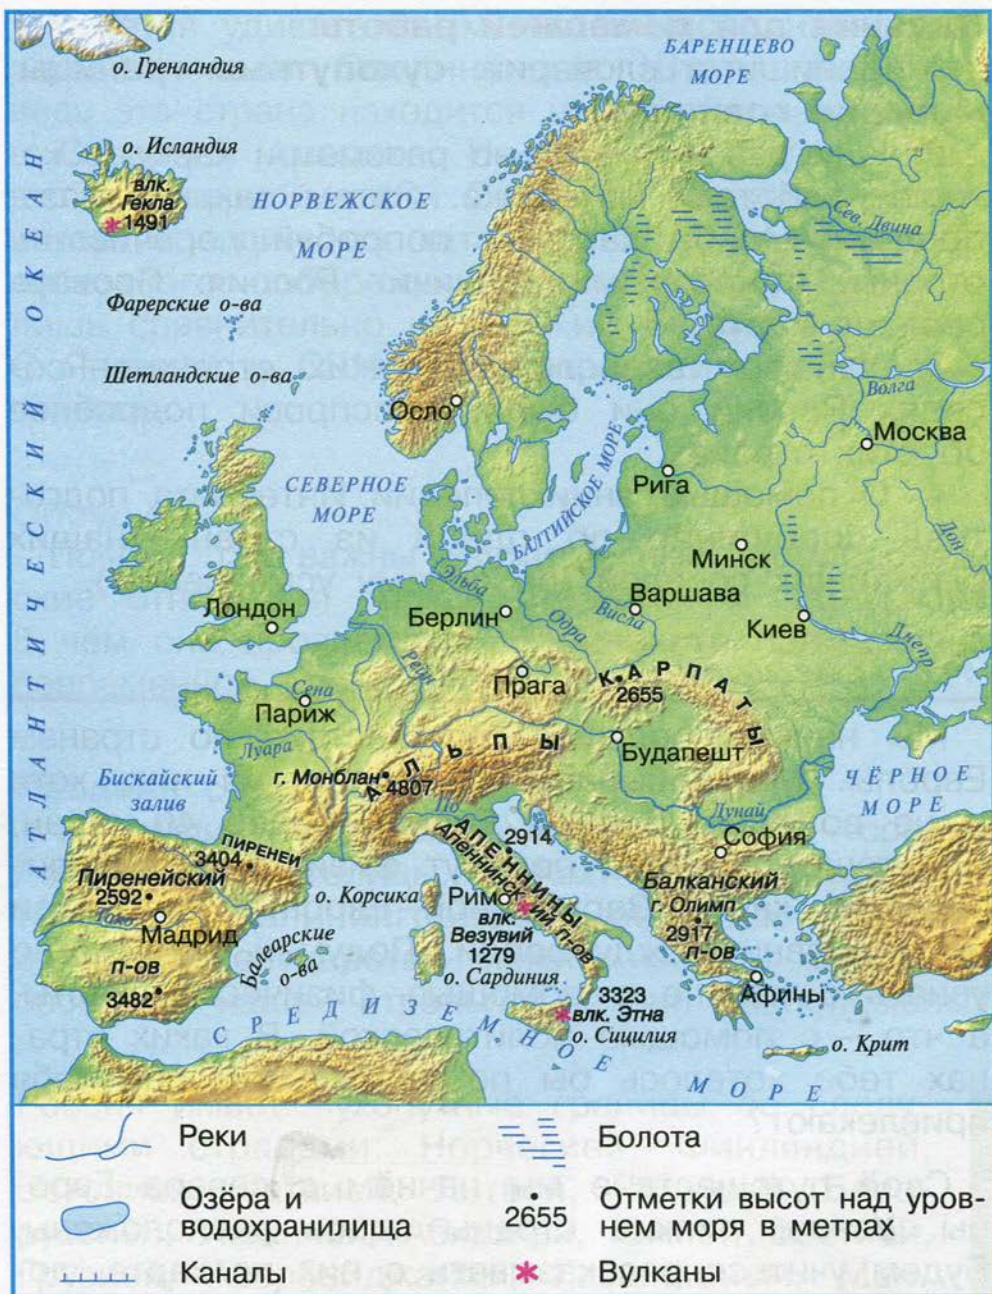 БАРЕНЦЕВО
МОРЕ
о. Гренландия
о. Исландия
влк.
Гекла
1491
НОРВЕЖСКОЕ
МОРЕ
Сев. Двина
Фарерские о-ва
Шетландские о-ва
АТЛАНТИЧЕСКИЙ ОКЕАН
Осло
Волга
Москва
СЕВЕРНОЕ
МОРЕ
БАЛТИЙСКОЕ МОРЕ
Рига
Дон
Минск
Эльба
Варшава
Лондон
Берлин
Одра
Висла
Киев
Днепр
Рейн
Прага
КАРПАТЫ
2655
Сена
Париж
Луара
АЛЬПЫ
Будапешт
г. Монблан
4807
Бискайский
залив
По
ЧЁРНОЕ
МОРЕ
Дунай
АПЕННИНЫ
2914
София
ПИРЕНЕИ
3404
Апеннинский п-ов
Пиренейский
2592
п-ов
3482
Тахо
Мадрид
о. Корсика
Рим
влк.
Везувий
1279
Балканский
г. Олимп
2917
п-ов
Балеарские
о-ва
о. Сардиния
Афины
3323
влк. Этна
о. Сицилия
СРЕДИЗЕМНОЕ МОРЕ
о. Крит
Реки
Болота
Озёра и
водохранилища
2655
Отметки высот над уров-
нем моря в метрах
Каналы
Вулканы